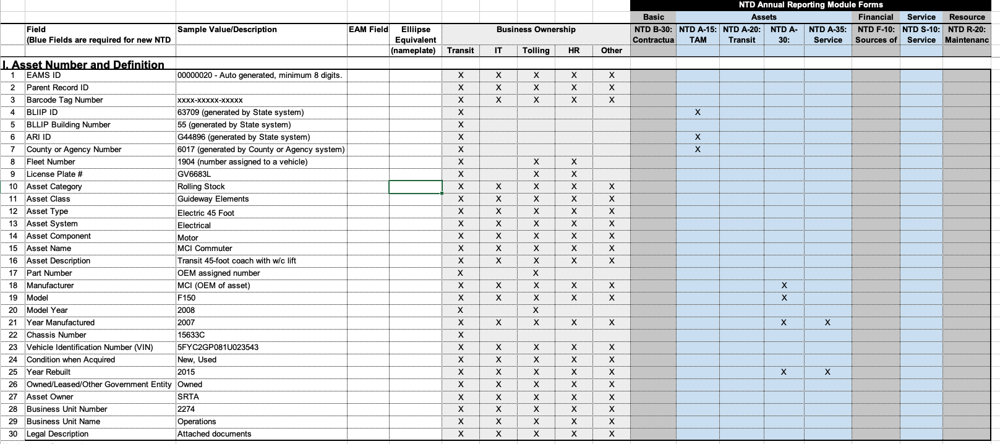 NTD Annual Reporting Module Forms
Basic Assets Financial Service Resource
Field Sample Value/Description EAM Field Elliipse Business Ownership NTD B-30: NTD A-15: NTD A-20: NTD A- NTD A-35: NTD F-10: NTD S-10: NTD R-20:
(Blue Fields are required for new NTD Equivalent Contractua TAM Transit 30: Service Sources of Service Maintenanc
(nameplate) Transit IT Tolling HR Other
I. Asset Number and Definition
1 EAMS ID 00000020 - Auto generated, minimum 8 digits. X X X X X
2 Parent Record ID X X X X X
3 Barcode Tag Number xxxx-xxxxx-xxxxx X X X X X
4 BLIIP ID 63709 (generated by State system) X X
5 BLLIP Building Number 55 (generated by State system) X
6 ARI ID G44896 (generated by State system) X X
7 County or Agency Number 6017 (generated by County or Agency system) X X
8 Fleet Number 1904 (number assigned to a vehicle) X X X
9 License Plate # GV6683L X X X
10 Asset Category Rolling Stock X X X X X
11 Asset Class Guideway Elements X X X X X
12 Asset Type Electric 45 Foot X X X X X
13 Asset System Electrical X X X X X
14 Asset Component Motor X X X X X
15 Asset Name MCI Commuter X X X X X
16 Asset Description Transit 45-foot coach with w/c lift X X X X X
17 Part Number OEM assigned number X X
18 Manufacturer MCI (OEM of asset) X X X X X X
19 Model F150 X X X X X X
20 Model Year 2008 X X
21 Year Manufactured 2007 X X X X X X X
22 Chassis Number 15633C X
23 Vehicle Identification Number (VIN) 5FYC2GP081U023543 X X X X X
24 Condition when Acquired New, Used X X X X X
25 Year Rebuilt 2015 X X X X X X X
26 Owned/Leased/Other Government Entity Owned X X X X X
27 Asset Owner SRTA X X X X X
28 Business Unit Number 2274 X X X X X
29 Business Unit Name Operations X X X X X
30 Legal Description Attached documents X X X X X